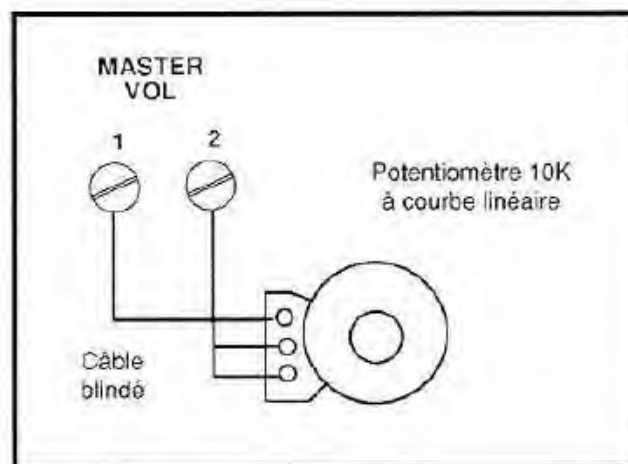 MASTER
VOL
1 2
Potentiomètre 10K
à courbe linéaire
Câble
blindé